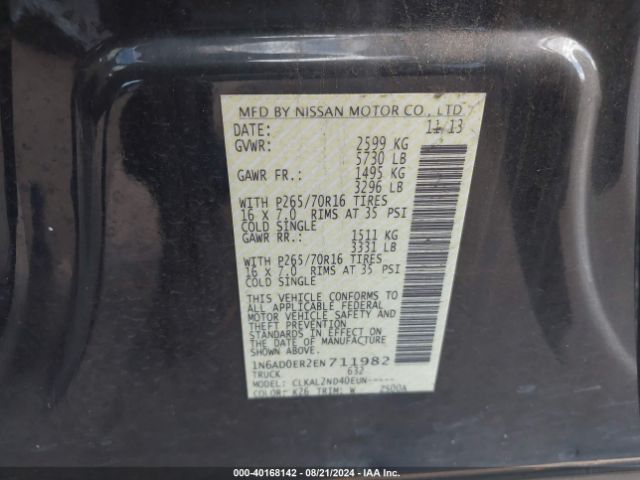 MFD BY NISSAN MOTOR CO., LTD
DATE: 11/13
GVWR: 2599 KG
5730 LB
GAWR FR.: 1495 KG
3296 LB
WITH P265/70R16 TIRES
16 X 7.0 RIMS AT 35 PSI
COLD SINGLE
GAWR RR.: 1511 KG
3331 LB
WITH P265/70R16 TIRES
16 X 7.0 RIMS AT 35 PSI
COLD SINGLE
THIS VEHICLE CONFORMS TO
ALL APPLICABLE FEDERAL
MOTOR VEHICLE SAFETY AND
THEFT PREVENTION
STANDARDS IN EFFECT ON
THE DATE OF MANUFACTURE
SHOWN ABOVE.
1N6AD0ER2EN711982
TRUCK 632
MODEL: CLKAL2ND40EUN-----
COLOR: K26 TRIM: W 7S00A
000-40168142 - 08/21/2024 - IAA Inc.